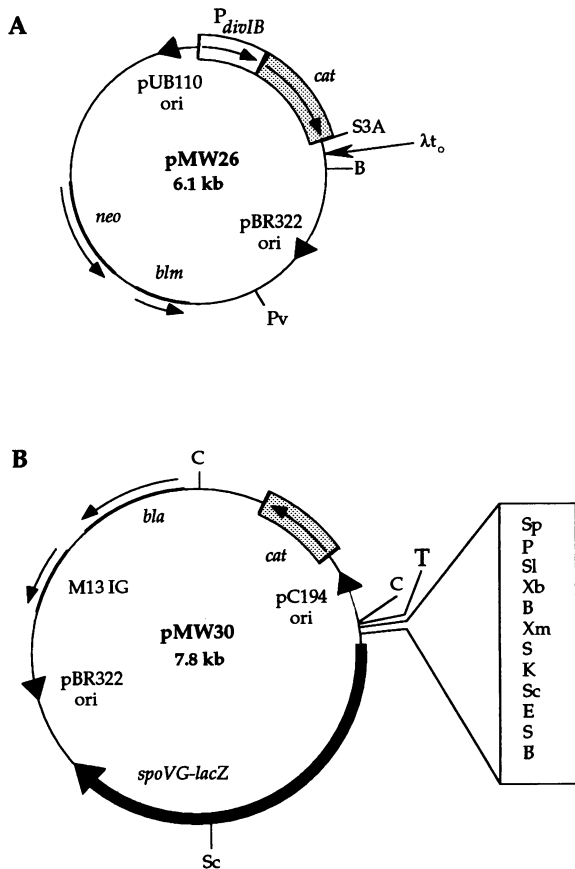 A
P divIB
cat
pUB110
ori
S3A
λt₀
pMW26
6.1 kb
B
neo
pBR322
ori
blm
Pv
B
C
bla
cat
M13 IG
pC194
ori
C
T
pMW30
7.8 kb
pBR322
ori
spoVG-lacZ
Sc
Sp
P
Sl
Xb
B
Xm
S
K
Sc
E
S
B